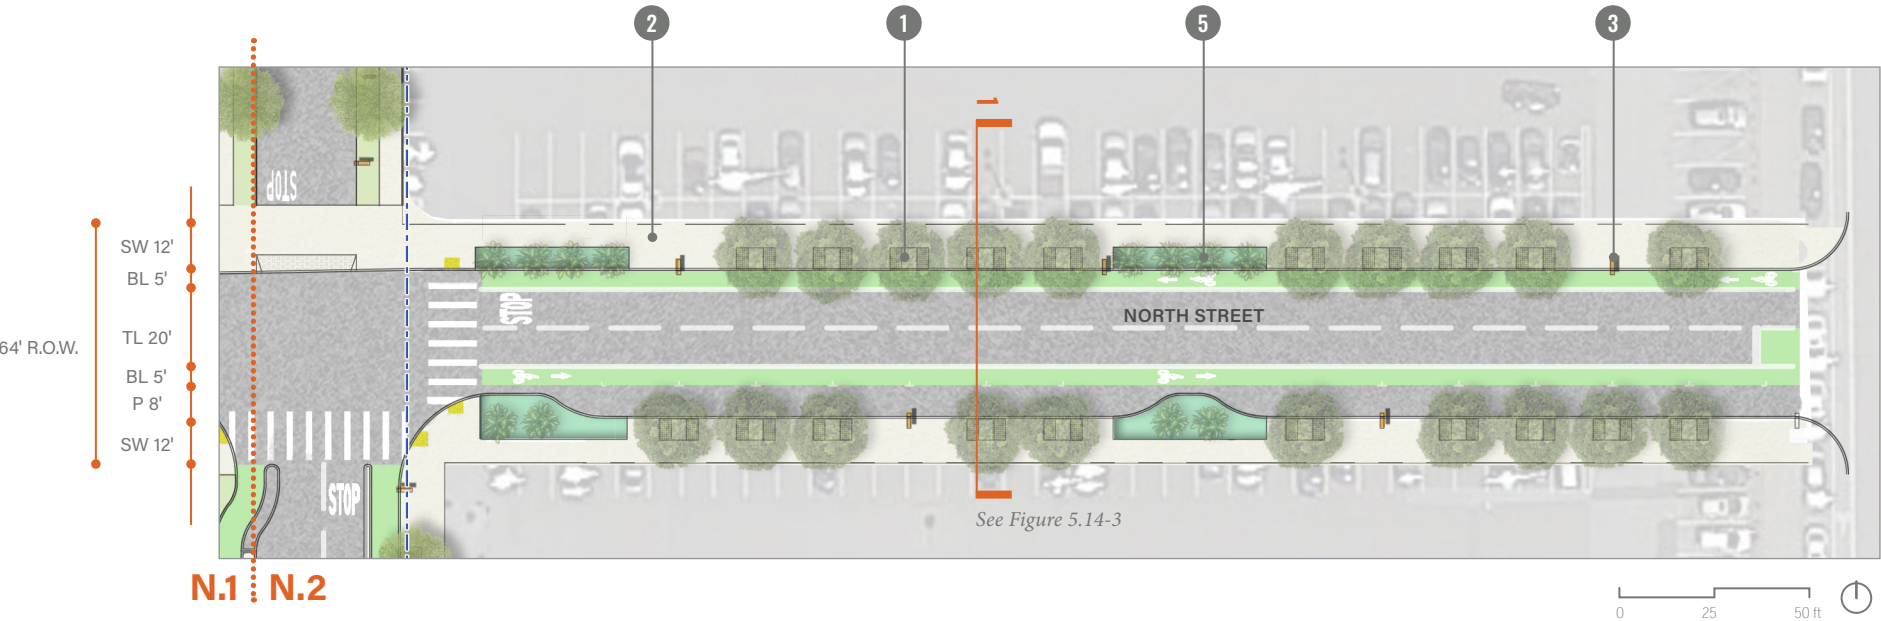 2
1
5
3
1
STOP
SW 12'
BL 5'
STOP
NORTH STREET
TL 20'
64' R.O.W.
BL 5'
P 8'
SW 12'
STOP
See Figure 5.14-3
N.1 N.2
0 25 50 ft